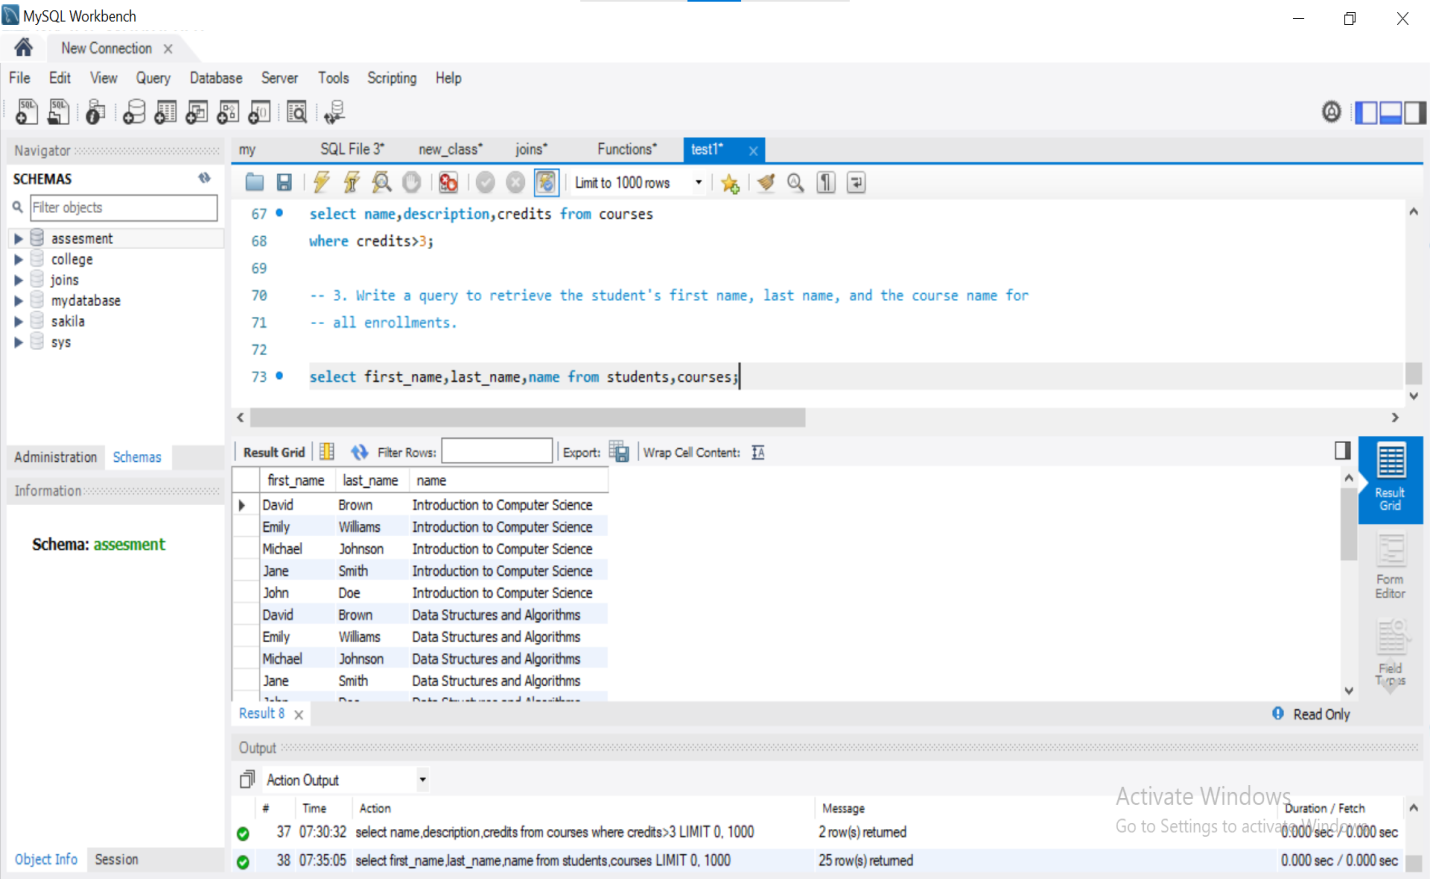 MySQL Workbench
New Connection
File Edit View Query Database Server Tools Scripting Help
Navigator
SCHEMAS
Filter objects
assesment
college
joins
mydatabase
sakila
sys
Administration Schemas
Information
Schema: assesment
Object Info Session
my SQL File 3* new_class* joins* Functions* test1*
Limit to 1000 rows
67 select name,description,credits from courses
68 where credits>3;
69
70 -- 3. Write a query to retrieve the student's first name, last name, and the course name for
71 -- all enrollments.
72
73 select first_name,last_name,name from students,courses;
Result Grid Filter Rows: Export: Wrap Cell Content:
first_name last_name name
David Brown Introduction to Computer Science
Emily Williams Introduction to Computer Science
Michael Johnson Introduction to Computer Science
Jane Smith Introduction to Computer Science
John Doe Introduction to Computer Science
David Brown Data Structures and Algorithms
Emily Williams Data Structures and Algorithms
Michael Johnson Data Structures and Algorithms
Jane Smith Data Structures and Algorithms
Result
Grid
Form
Editor
Field
Types
Result 8
Read Only
Output
Action Output
# Time Action Message Duration / Fetch
37 07:30:32 select name,description,credits from courses where credits>3 LIMIT 0, 1000 2 row(s) returned 0.000 sec / 0.000 sec
38 07:35:05 select first_name,last_name,name from students,courses LIMIT 0, 1000 25 row(s) returned 0.000 sec / 0.000 sec
Activate Windows
Go to Settings to activate Windows.